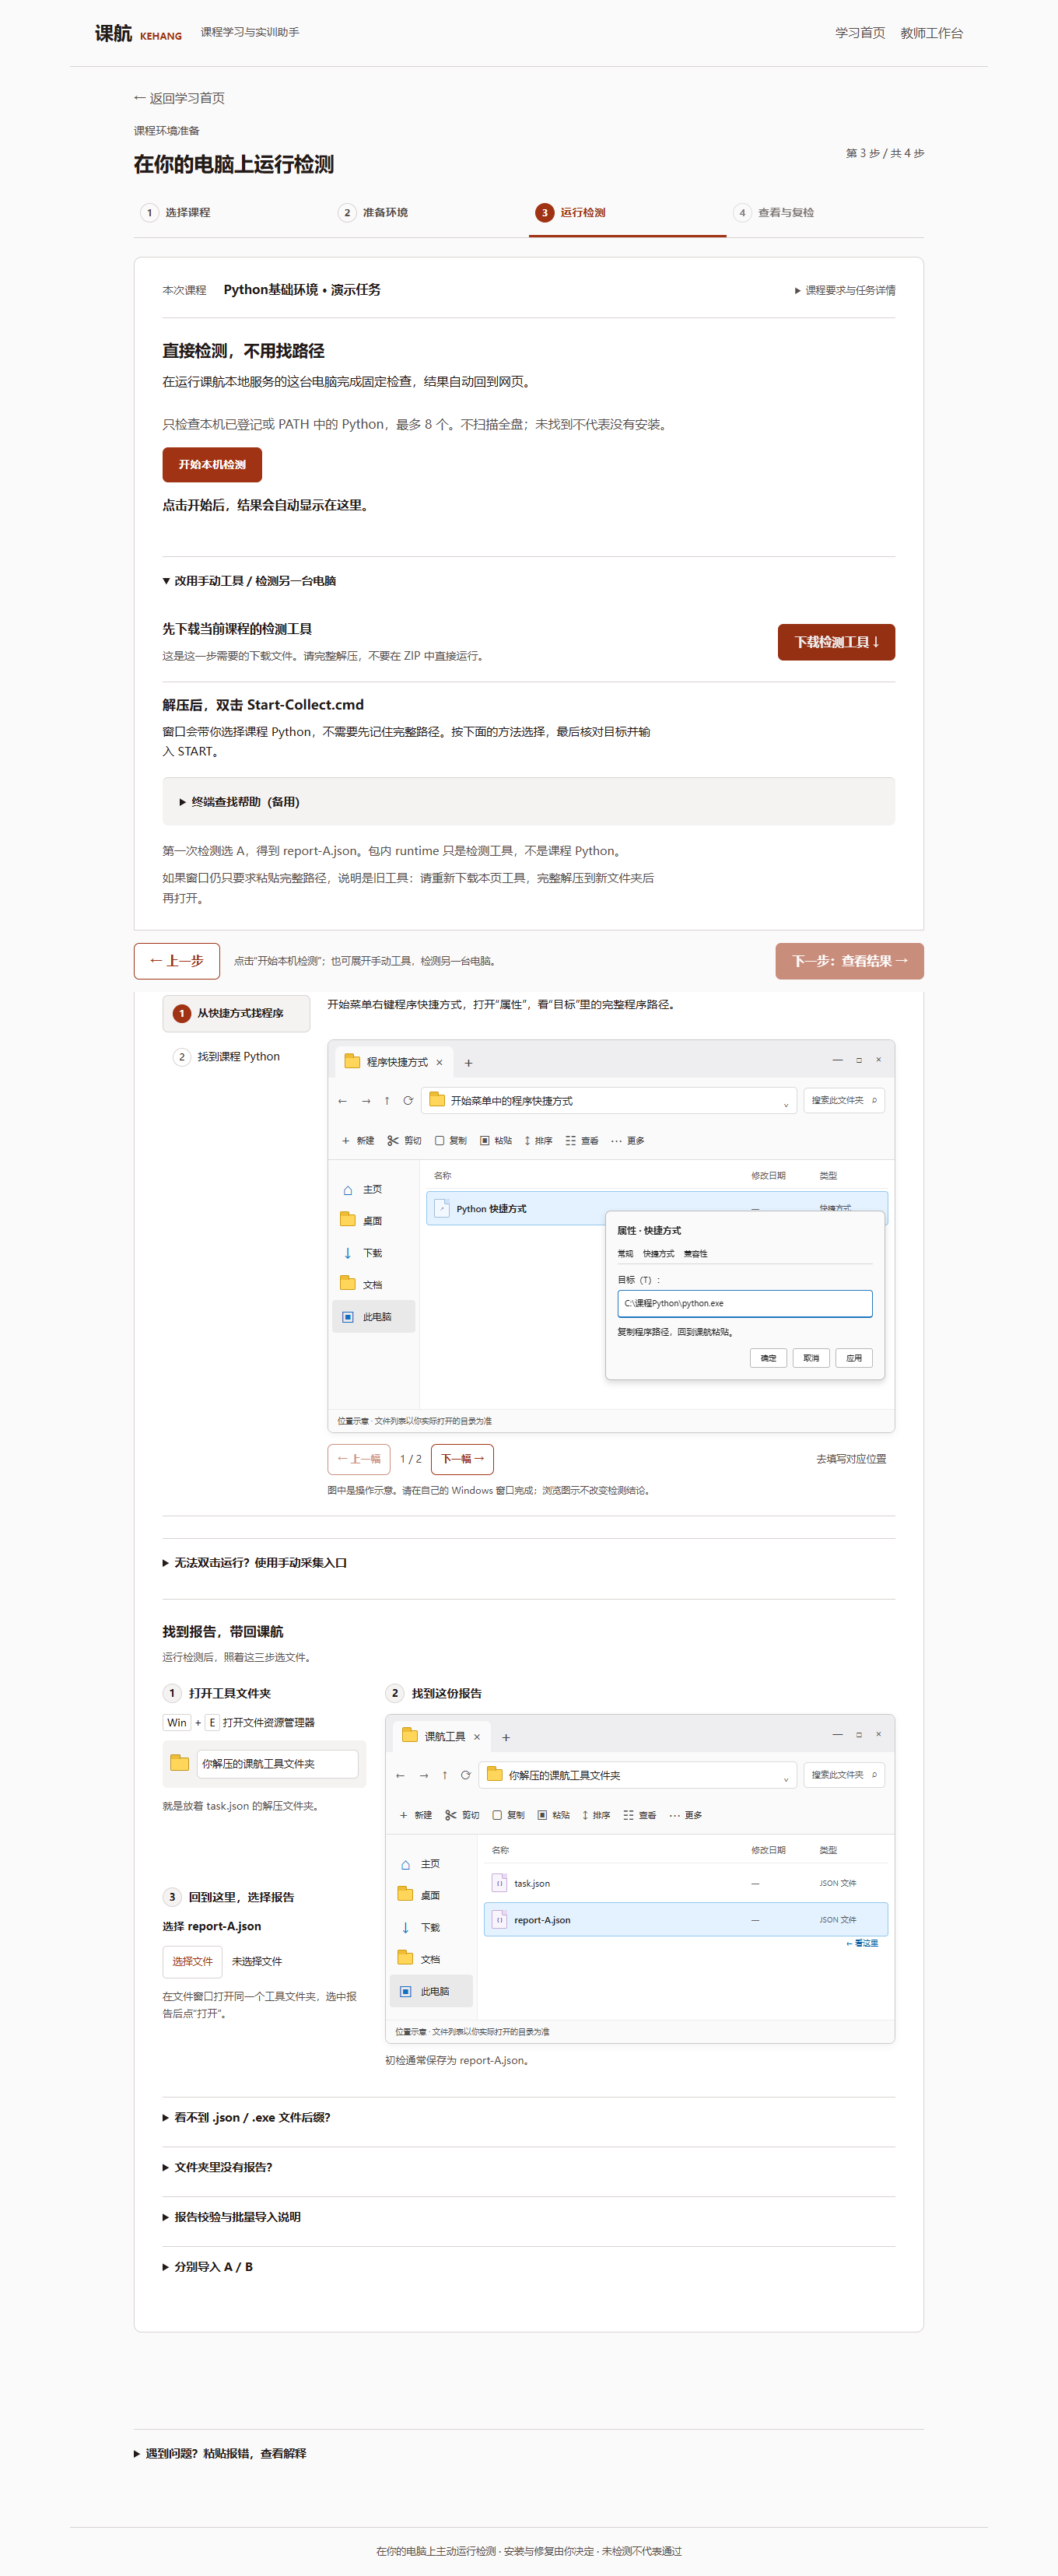 课航 KEHANG 课程学习与实训助手
学习首页 教师工作台
← 返回学习首页
课程环境准备
在你的电脑上运行检测
第 3 步 / 共 4 步
1 选择课程
2 准备环境
3 运行检测
4 查看与复检
本次课程 Python基础环境 • 演示任务
▶ 课程要求与任务详情
直接检测，不用找路径
在运行课航本地服务的这台电脑完成固定检查，结果自动回到网页。
只检查本机已登记或 PATH 中的 Python，最多 8 个。不扫描全盘；未找到不代表没有安装。
开始本机检测
点击开始后，结果会自动显示在这里。
▼ 改用手动工具 / 检测另一台电脑
先下载当前课程的检测工具
这是这一步需要的下载文件。请完整解压，不要在 ZIP 中直接运行。
下载检测工具 ↓
解压后，双击 Start-Collect.cmd
窗口会带你选择课程 Python，不需要先记住完整路径。按下面的方法选择，最后核对目标并输
入 START。
▶ 终端查找帮助（备用）
第一次检测选 A，得到 report-A.json。包内 runtime 只是检测工具，不是课程 Python。
如果窗口仍只要求粘贴完整路径，说明是旧工具：请重新下载本页工具，完整解压到新文件夹后
再打开。
← 上一步
点击“开始本机检测”；也可展开手动工具，检测另一台电脑。
下一步：查看结果 →
1 从快捷方式找程序
2 找到课程 Python
开始菜单右键程序快捷方式，打开“属性”，看“目标”里的完整程序路径。
程序快捷方式 × +
— □ ×
← → ↑ ⟳ 开始菜单中的程序快捷方式
搜索此文件夹
+ 新建 剪切 复制 粘贴 ↕ 排序 查看 ··· 更多
名称 修改日期 类型
主页
桌面
下载
文档
此电脑
Python 快捷方式 — 快捷方式
属性 · 快捷方式
常规 快捷方式 兼容性
目标（T）：
C:\课程Python\python.exe
复制程序路径，回到课航粘贴。
确定 取消 应用
位置示意 · 文件列表以你实际打开的目录为准
← 上一幅 1 / 2 下一幅 →
去填写对应位置
图中是操作示意。请在自己的 Windows 窗口完成；浏览图示不改变检测结论。
▶ 无法双击运行？使用手动采集入口
找到报告，带回课航
运行检测后，照着这三步选文件。
1 打开工具文件夹
Win + E 打开文件资源管理器
你解压的课航工具文件夹
就是放着 task.json 的解压文件夹。
2 找到这份报告
课航工具 × +
— □ ×
← → ↑ ⟳ 你解压的课航工具文件夹
搜索此文件夹
+ 新建 剪切 复制 粘贴 ↕ 排序 查看 ··· 更多
名称 修改日期 类型
主页
桌面
下载
文档
此电脑
task.json — JSON 文件
report-A.json — JSON 文件
← 看这里
位置示意 · 文件列表以你实际打开的目录为准
初检通常保存为 report-A.json。
3 回到这里，选择报告
选择 report-A.json
选择文件 未选择文件
在文件窗口打开同一个工具文件夹，选中报
告后点“打开”。
▶ 看不到 .json / .exe 文件后缀？
▶ 文件夹里没有报告？
▶ 报告校验与批量导入说明
▶ 分别导入 A / B
▶ 遇到问题？粘贴报错，查看解释
在你的电脑上主动运行检测 · 安装与修复由你决定 · 未检测不代表通过